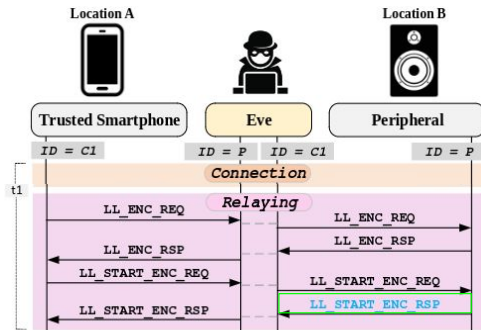 Location A
Location B
Trusted Smartphone
Eve
Peripheral
ID = C1
ID = P
ID = C1
ID = P
t1
Connection
Relaying
LL_ENC_REQ
LL_ENC_REQ
LL_ENC_RSP
LL_ENC_RSP
LL_START_ENC_REQ
LL_START_ENC_REQ
LL_START_ENC_RSP
LL_START_ENC_RSP